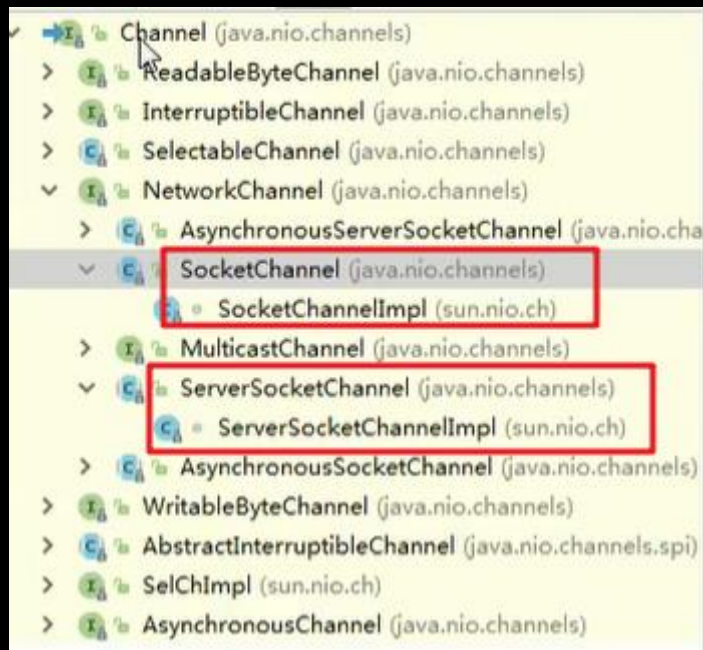 Channel (java.nio.channels)
ReadableByteChannel (java.nio.channels)
InterruptibleChannel (java.nio.channels)
SelectableChannel (java.nio.channels)
NetworkChannel (java.nio.channels)
AsynchronousServerSocketChannel (java.nio.cha
SocketChannel (java.nio.channels)
SocketChannelImpl (sun.nio.ch)
MulticastChannel (java.nio.channels)
ServerSocketChannel (java.nio.channels)
ServerSocketChannelImpl (sun.nio.ch)
AsynchronousSocketChannel (java.nio.channels)
WritableByteChannel (java.nio.channels)
AbstractInterruptibleChannel (java.nio.channels.spi)
SelChImpl (sun.nio.ch)
AsynchronousChannel (java.nio.channels)